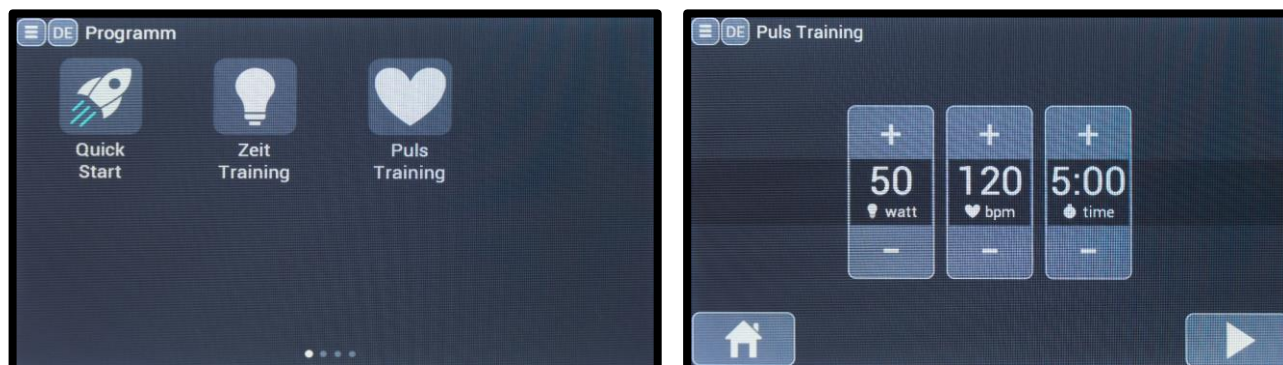 DE Programm
Quick
Start
Zeit
Training
Puls
Training
DE Puls Training
+ + +
50 120 5:00
watt bpm time
- - -